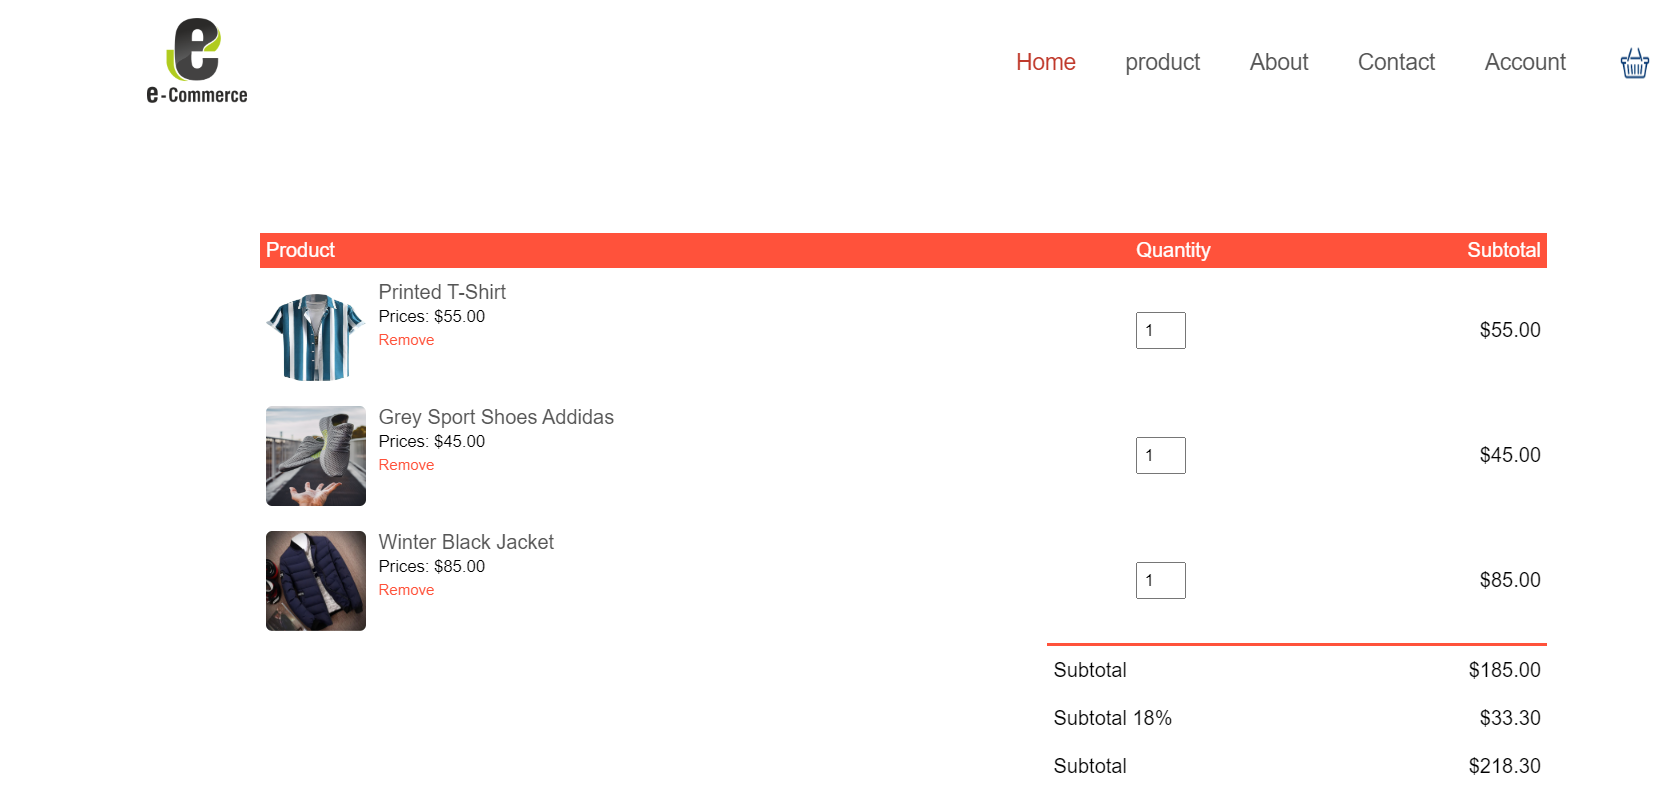 e
e-Commerce
Home product About Contact Account
Product Quantity Subtotal
Printed T-Shirt
Prices: $55.00
Remove
1 $55.00
Grey Sport Shoes Addidas
Prices: $45.00
Remove
1 $45.00
Winter Black Jacket
Prices: $85.00
Remove
1 $85.00
Subtotal $185.00
Subtotal 18% $33.30
Subtotal $218.30